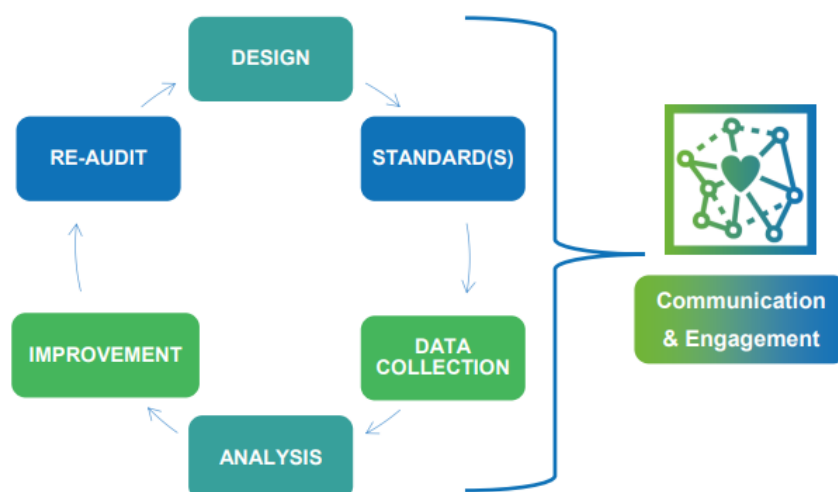 DESIGN
RE-AUDIT
STANDARD(S)
Communication
& Engagement
IMPROVEMENT
DATA
COLLECTION
ANALYSIS